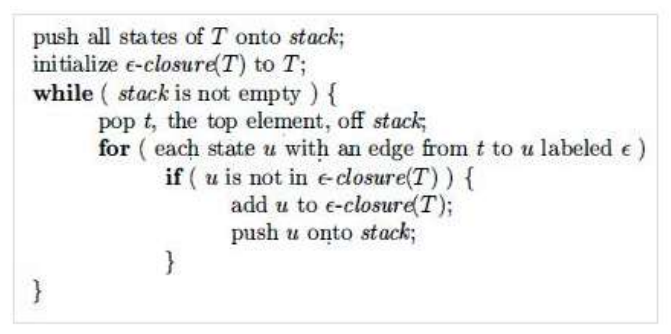 push all states of T onto stack;
initialize ϵ-closure(T) to T;
while ( stack is not empty ) {
pop t, the top element, off stack;
for ( each state u with an edge from t to u labeled ϵ )
if ( u is not in ϵ-closure(T) ) {
add u to ϵ-closure(T);
push u onto stack;
}
}